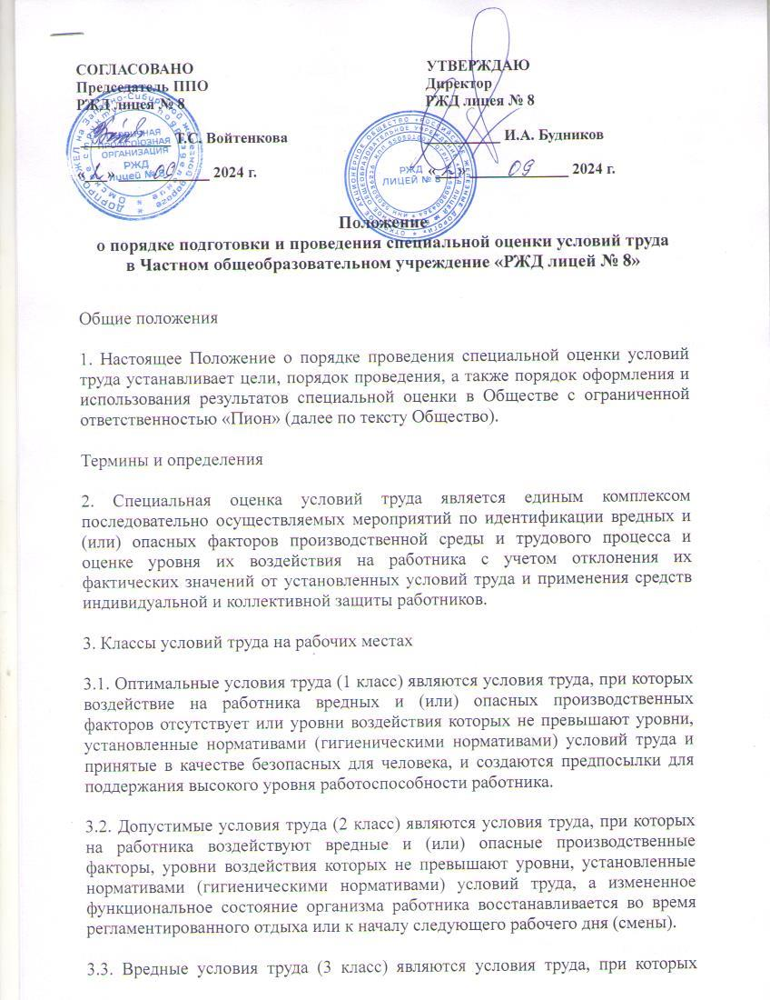 СОГЛАСОВАНО
Председатель ППО
РЖД лицея № 8
Т.С. Войтенкова
«2» 09 2024 г.
УТВЕРЖДАЮ
Директор
РЖД лицея № 8
И.А. Будников
«2» 09 2024 г.
ПЕРВИЧНАЯ
ПРОФСОЮЗНАЯ
ОРГАНИЗАЦИЯ
РЖД
лицей № 8
РЖД
ЛИЦЕЙ № 8
Положение
о порядке подготовки и проведения специальной оценки условий труда
в Частном общеобразовательном учреждение «РЖД лицей № 8»
Общие положения
1. Настоящее Положение о порядке проведения специальной оценки условий
труда устанавливает цели, порядок проведения, а также порядок оформления и
использования результатов специальной оценки в Обществе с ограниченной
ответственностью «Пион» (далее по тексту Общество).
Термины и определения
2. Специальная оценка условий труда является единым комплексом
последовательно осуществляемых мероприятий по идентификации вредных и
(или) опасных факторов производственной среды и трудового процесса и
оценке уровня их воздействия на работника с учетом отклонения их
фактических значений от установленных условий труда и применения средств
индивидуальной и коллективной защиты работников.
3. Классы условий труда на рабочих местах
3.1. Оптимальные условия труда (1 класс) являются условия труда, при которых
воздействие на работника вредных и (или) опасных производственных
факторов отсутствует или уровни воздействия которых не превышают уровни,
установленные нормативами (гигиеническими нормативами) условий труда и
принятые в качестве безопасных для человека, и создаются предпосылки для
поддержания высокого уровня работоспособности работника.
3.2. Допустимые условия труда (2 класс) являются условия труда, при которых
на работника воздействуют вредные и (или) опасные производственные
факторы, уровни воздействия которых не превышают уровни, установленные
нормативами (гигиеническими нормативами) условий труда, а измененное
функциональное состояние организма работника восстанавливается во время
регламентированного отдыха или к началу следующего рабочего дня (смены).
3.3. Вредные условия труда (3 класс) являются условия труда, при которых